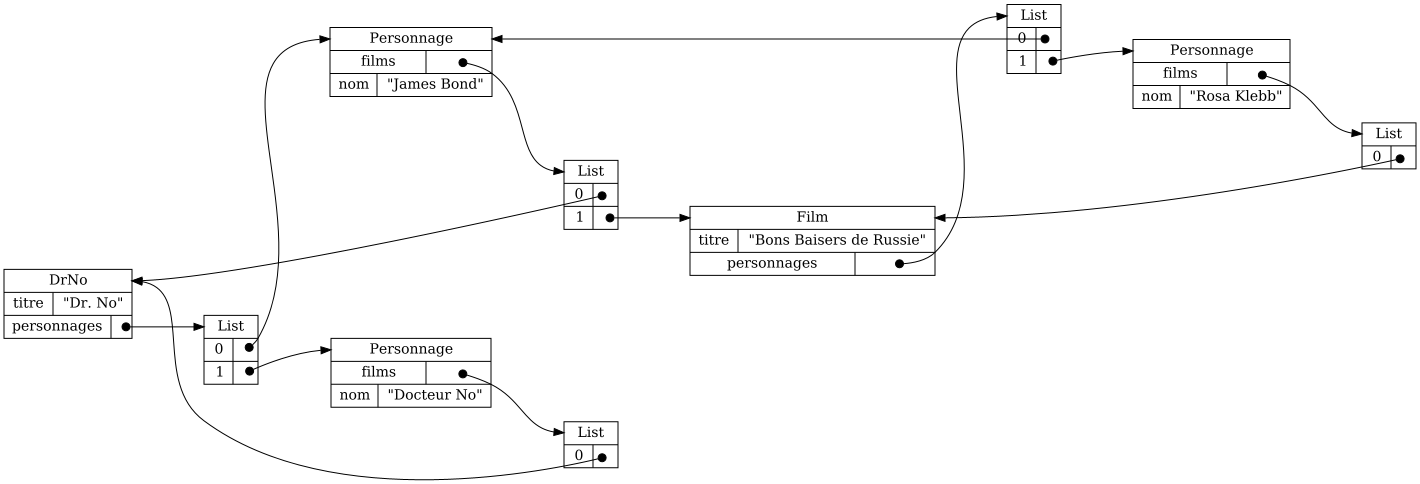 List
0
1
Personnage
films
nom "James Bond"
Personnage
films
nom "Rosa Klebb"
List
0
List
0
1
Film
titre "Bons Baisers de Russie"
personnages
DrNo
titre "Dr. No"
personnages
List
0
1
Personnage
films
nom "Docteur No"
List
0